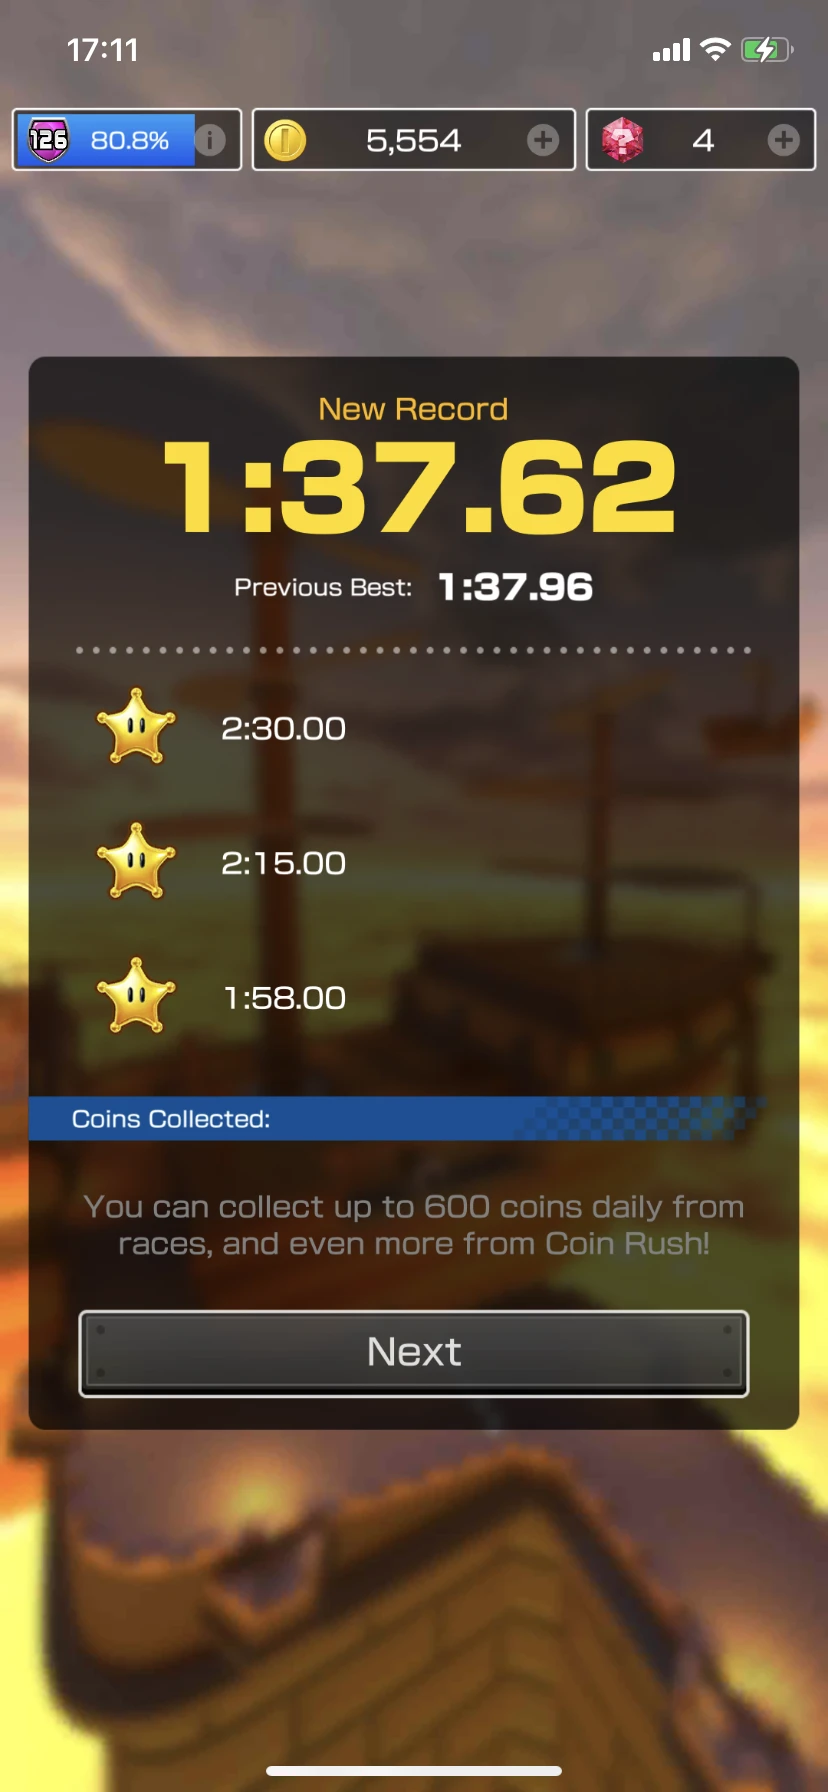 17:11
126 80.8% i 5,554 + ? 4 +
New Record
1:37.62
Previous Best: 1:37.96
2:30.00
2:15.00
1:58.00
Coins Collected:
You can collect up to 600 coins daily from
races, and even more from Coin Rush!
Next